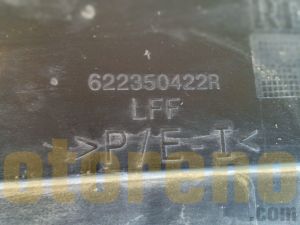 622350422R
LFF
>P/E-T<
otoreno
.com